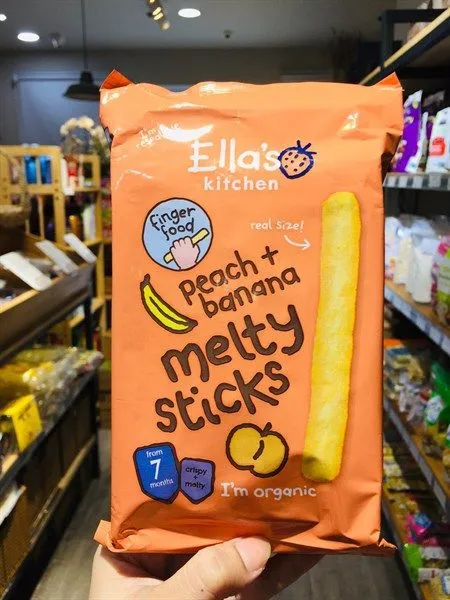 I'm
Ella's
kitchen
finger
food
real size!
peach +
banana
melty
sticks
from
7
months
crispy
+
melty
I'm organic